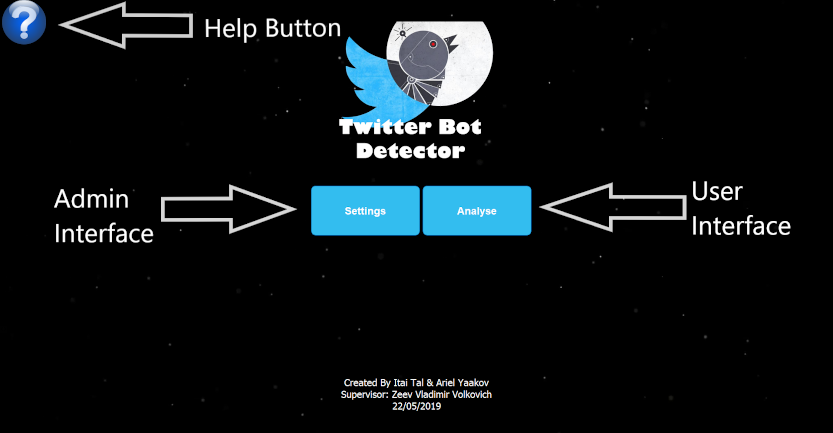 ?
Help Button
Twitter Bot
Detector
Admin
Interface
Settings
Analyse
User
Interface
Created By Itai Tal & Ariel Yaakov
Supervisor: Zeev Vladimir Volkovich
22/05/2019